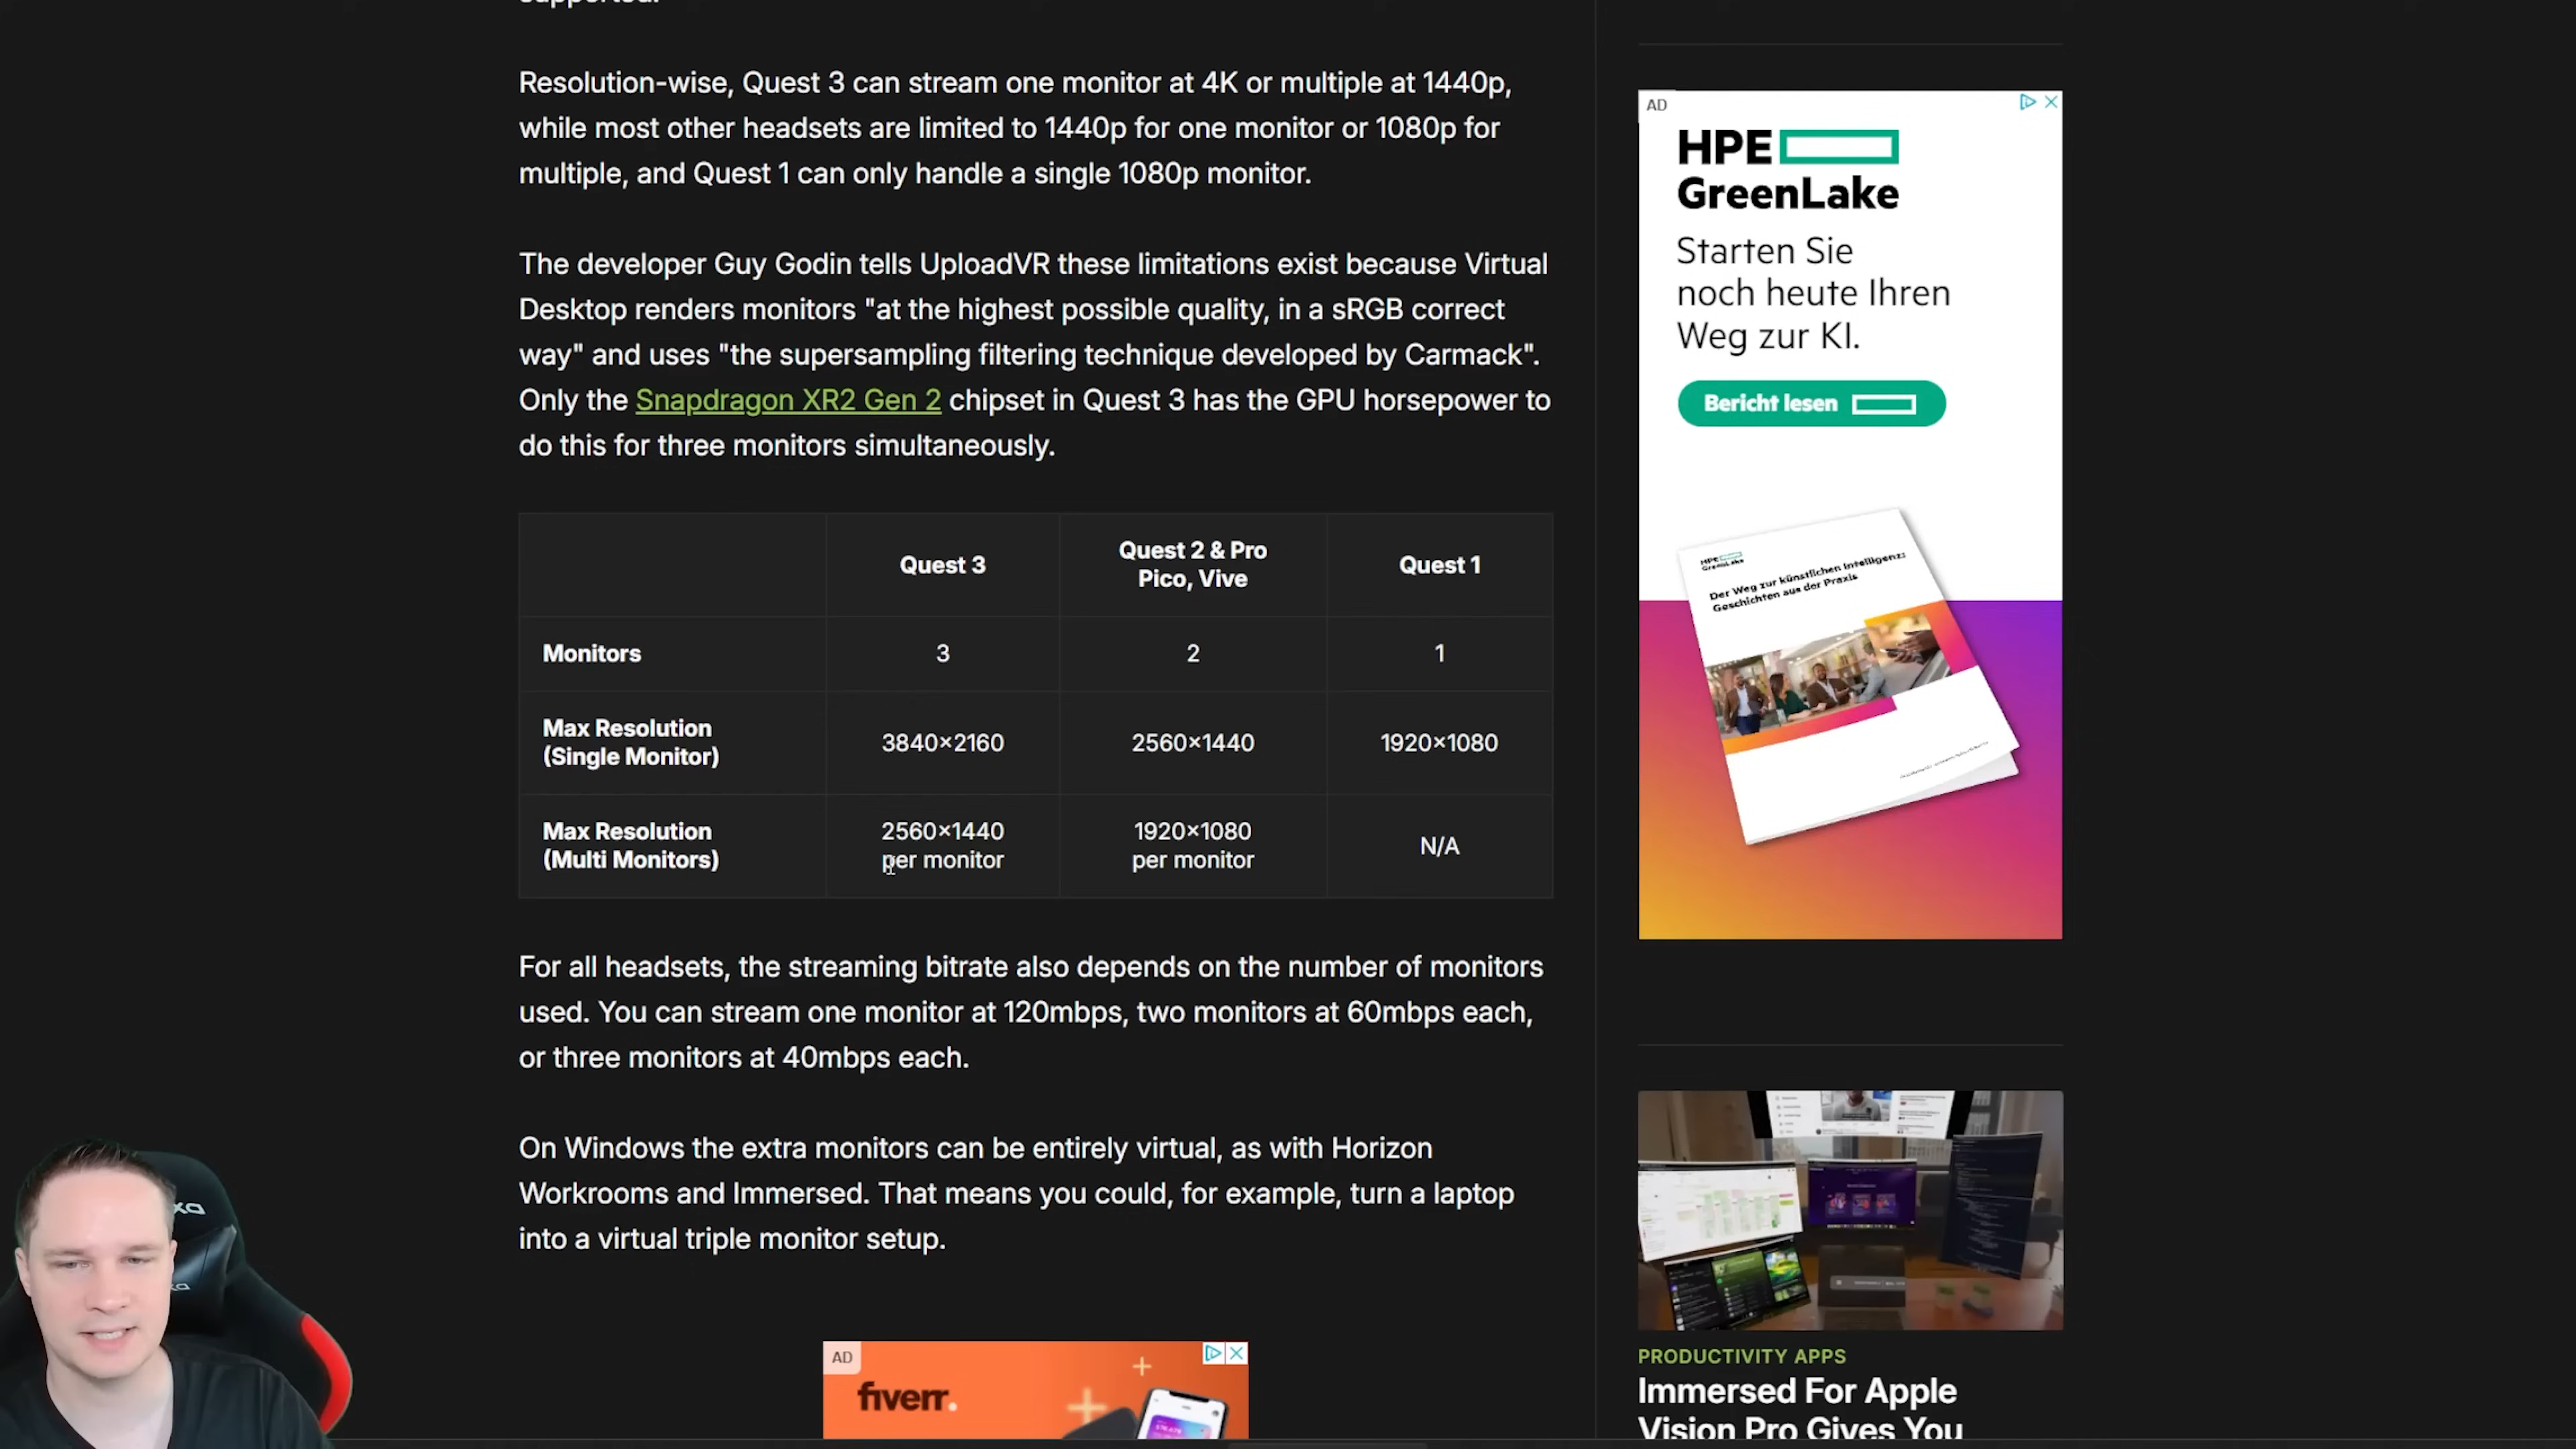 supported.
Resolution-wise, Quest 3 can stream one monitor at 4K or multiple at 1440p,
while most other headsets are limited to 1440p for one monitor or 1080p for
multiple, and Quest 1 can only handle a single 1080p monitor.
The developer Guy Godin tells UploadVR these limitations exist because Virtual
Desktop renders monitors "at the highest possible quality, in a sRGB correct
way" and uses "the supersampling filtering technique developed by Carmack".
Only the Snapdragon XR2 Gen 2 chipset in Quest 3 has the GPU horsepower to
do this for three monitors simultaneously.
Quest 3
Quest 2 & Pro
Pico, Vive
Quest 1
Monitors
3
2
1
Max Resolution
(Single Monitor)
3840×2160
2560×1440
1920×1080
Max Resolution
(Multi Monitors)
2560×1440
per monitor
1920×1080
per monitor
N/A
For all headsets, the streaming bitrate also depends on the number of monitors
used. You can stream one monitor at 120mbps, two monitors at 60mbps each,
or three monitors at 40mbps each.
On Windows the extra monitors can be entirely virtual, as with Horizon
Workrooms and Immersed. That means you could, for example, turn a laptop
into a virtual triple monitor setup.
AD
fiverr.
AD
HPE
GreenLake
Starten Sie
noch heute Ihren
Weg zur KI.
Bericht lesen
HPE
GreenLake
Der Weg zur künstlichen Intelligenz:
Geschichten aus der Praxis
PRODUCTIVITY APPS
Immersed For Apple
Vision Pro Gives You